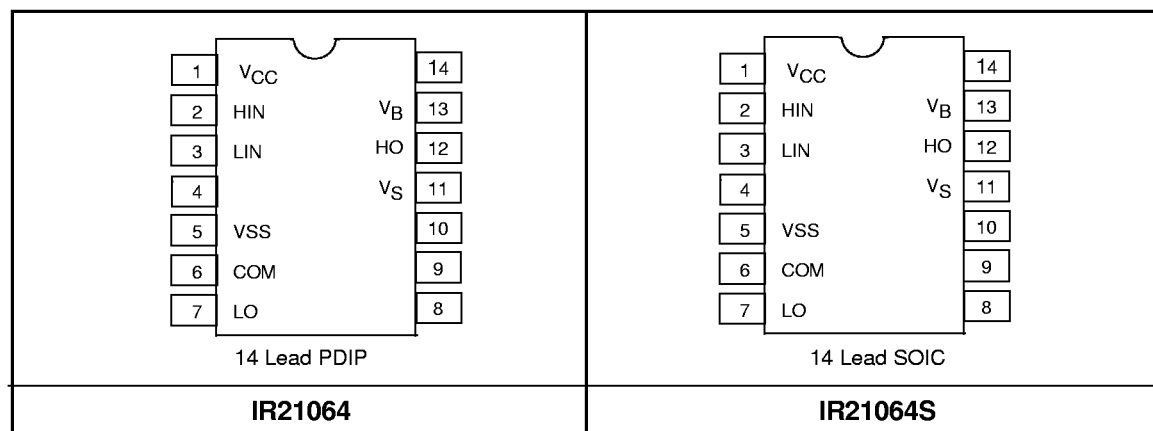 1 VCC 14
2 HIN VB 13
3 LIN HO 12
4 VS 11
5 VSS 10
6 COM 9
7 LO 8
14 Lead PDIP
IR21064
1 VCC 14
2 HIN VB 13
3 LIN HO 12
4 VS 11
5 VSS 10
6 COM 9
7 LO 8
14 Lead SOIC
IR21064S